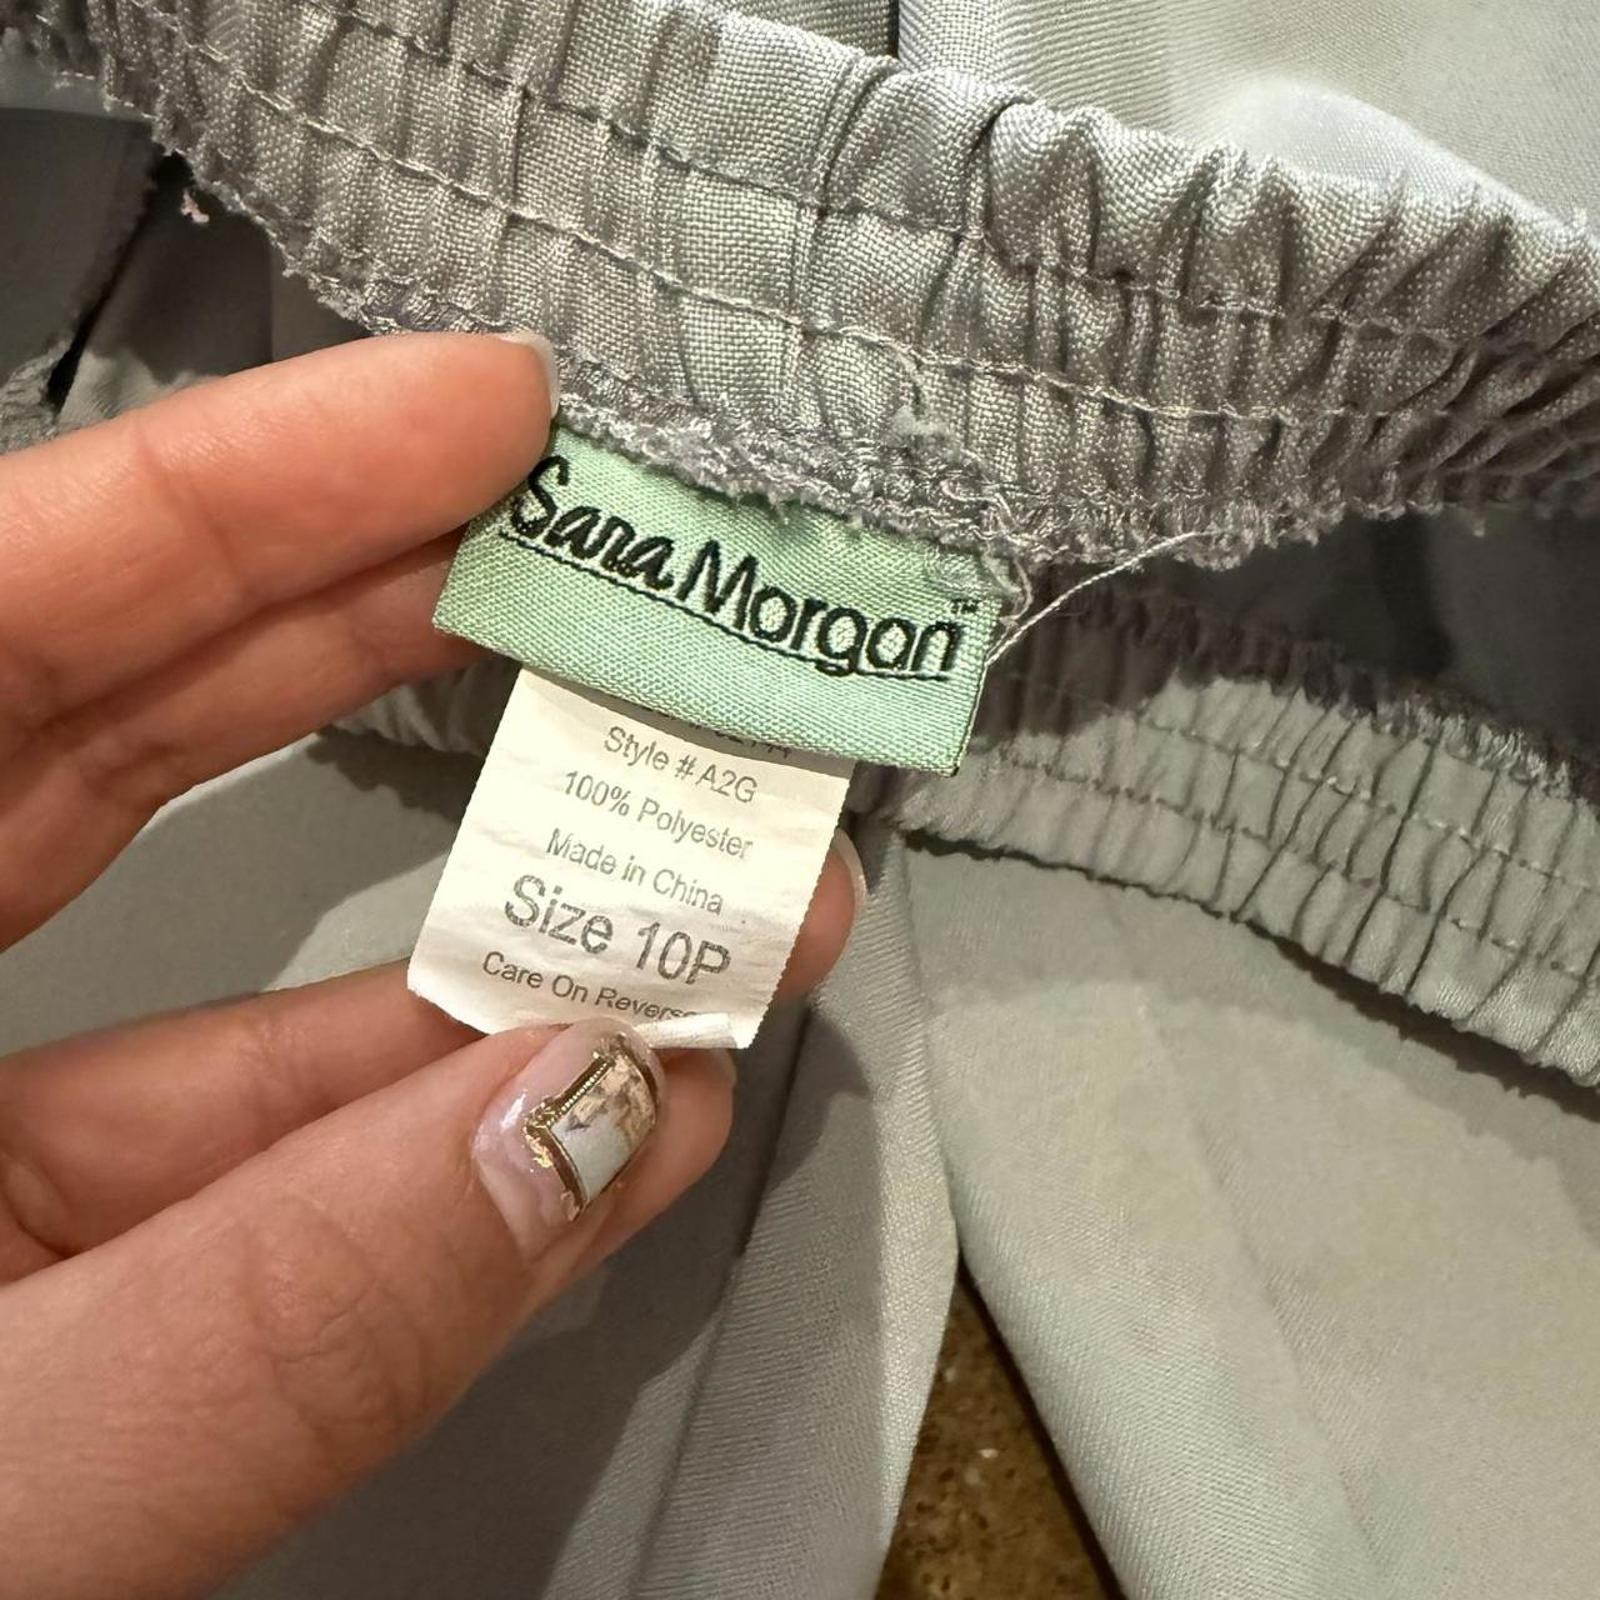 Sara Morgan™
Style # A2G
100% Polyester
Made in China
Size 10P
Care On Reverse